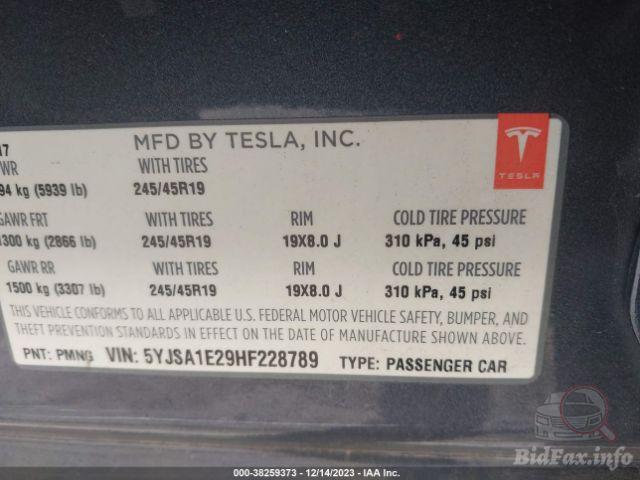 MFD BY TESLA, INC.
17
WR WITH TIRES
94 kg (5939 lb) 245/45R19
TESLA
GAWR FRT WITH TIRES RIM COLD TIRE PRESSURE
1300 kg (2866 lb) 245/45R19 19X8.0 J 310 kPa, 45 psi
GAWR RR WITH TIRES RIM COLD TIRE PRESSURE
1500 kg (3307 lb) 245/45R19 19X8.0 J 310 kPa, 45 psi
THIS VEHICLE CONFORMS TO ALL APPLICABLE U.S. FEDERAL MOTOR VEHICLE SAFETY, BUMPER, AND
THEFT PREVENTION STANDARDS IN EFFECT ON THE DATE OF MANUFACTURE SHOWN ABOVE.
PNT: PMNG VIN: 5YJSA1E29HF228789 TYPE: PASSENGER CAR
BidFax.info
000-38259373 - 12/14/2023 - IAA Inc.